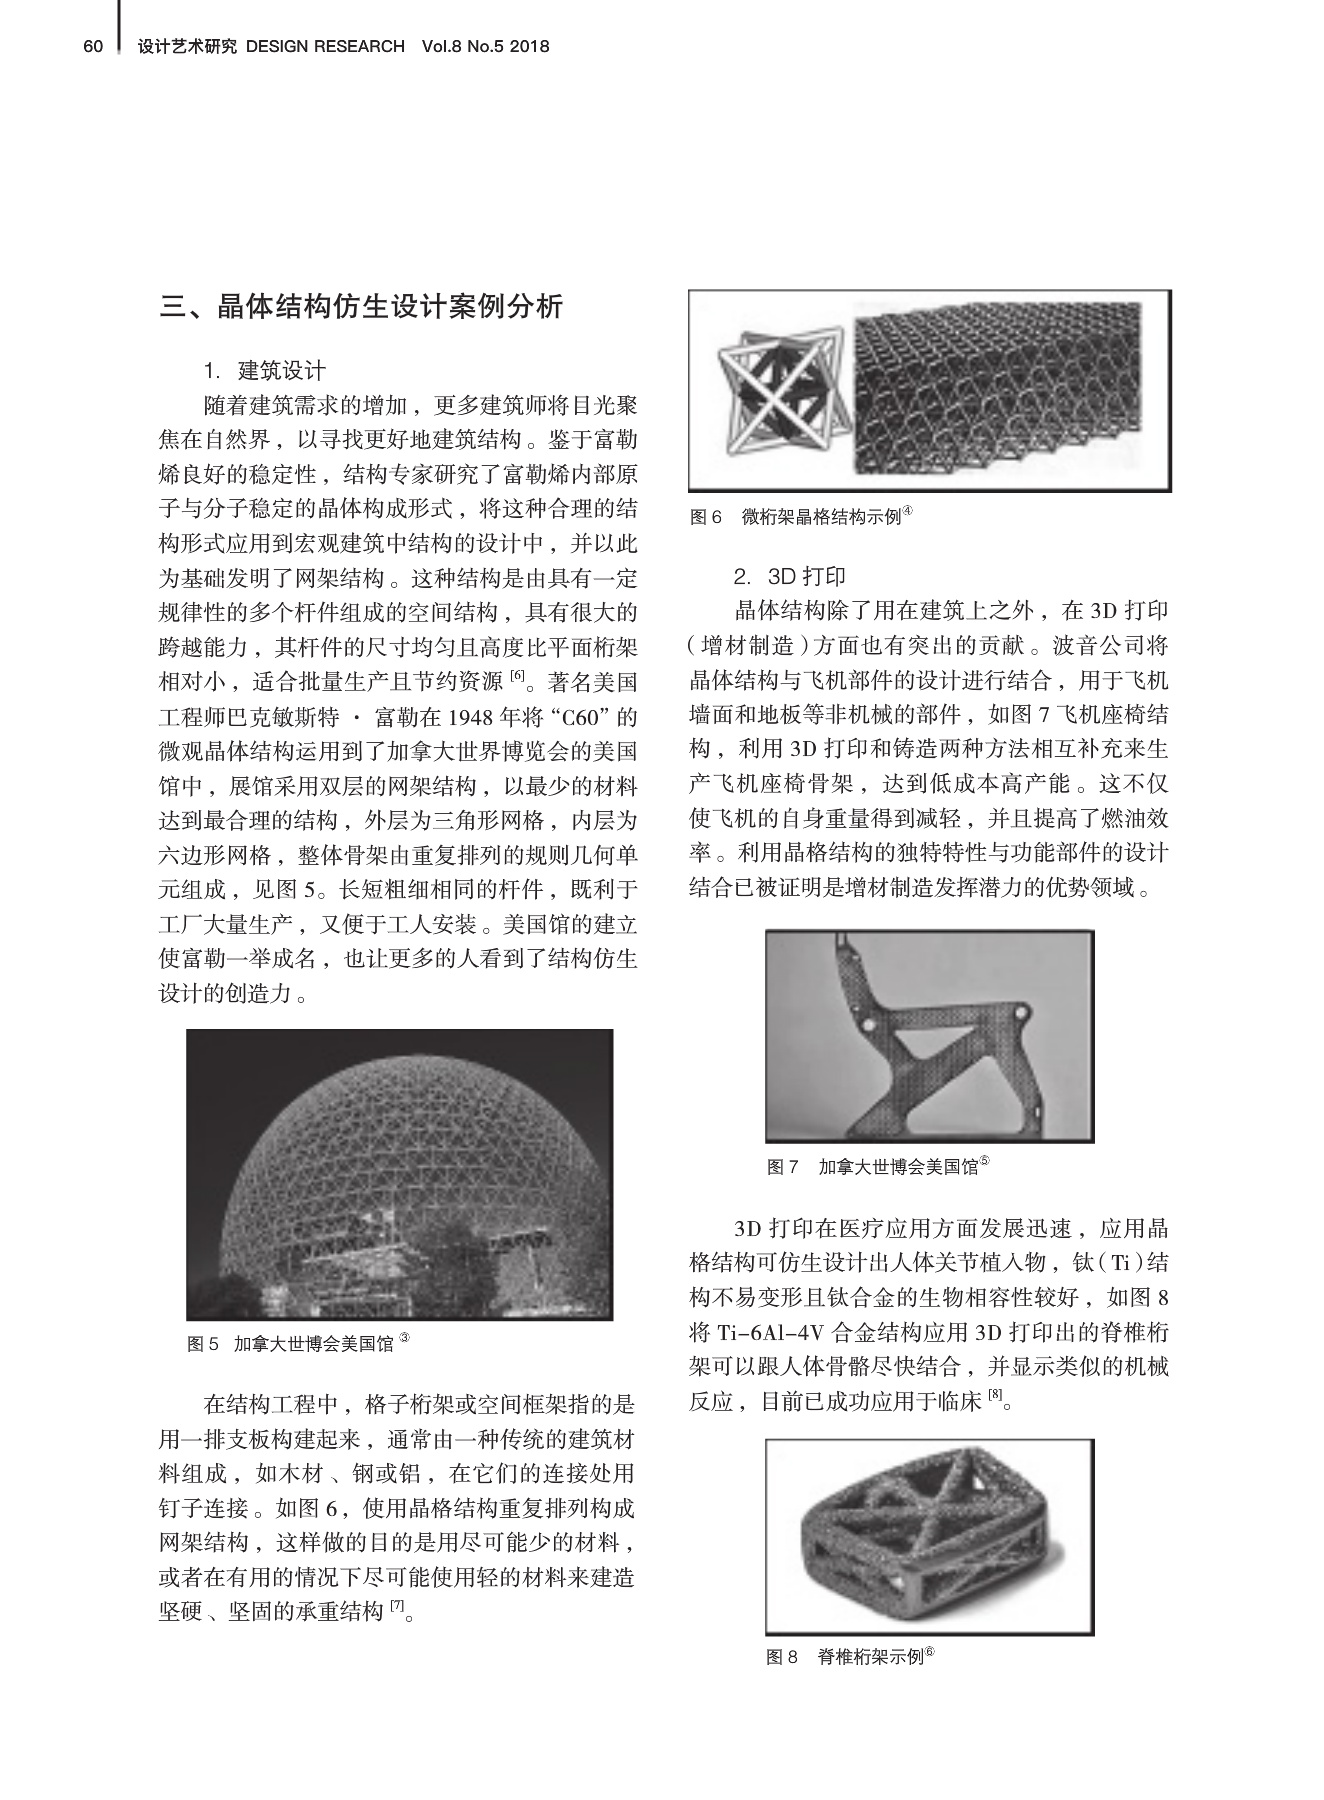 60 设计艺术研究 DESIGN RESEARCH Vol.8 No.5 2018
三、晶体结构仿生设计案例分析
1. 建筑设计
随着建筑需求的增加，更多建筑师将目光聚
焦在自然界，以寻找更好地建筑结构。鉴于富勒
烯良好的稳定性，结构专家研究了富勒烯内部原
子与分子稳定的晶体构成形式，将这种合理的结
构形式应用到宏观建筑中结构的设计中，并以此
为基础发明了网架结构。这种结构是由具有一定
规律性的多个杆件组成的空间结构，具有很大的
跨越能力，其杆件的尺寸均匀且高度比平面桁架
相对小，适合批量生产且节约资源[6]。著名美国
工程师巴克敏斯特·富勒在 1948 年将“C60”的
微观晶体结构运用到了加拿大世界博览会的美国
馆中，展馆采用双层的网架结构，以最少的材料
达到最合理的结构，外层为三角形网格，内层为
六边形网格，整体骨架由重复排列的规则几何单
元组成，见图 5。长短粗细相同的杆件，既利于
工厂大量生产，又便于工人安装。美国馆的建立
使富勒一举成名，也让更多的人看到了结构仿生
设计的创造力。
图 5 加拿大世博会美国馆③
在结构工程中，格子桁架或空间框架指的是
用一排支板构建起来，通常由一种传统的建筑材
料组成，如木材、钢或铝，在它们的连接处用
钉子连接。如图 6，使用晶格结构重复排列构成
网架结构，这样做的目的是用尽可能少的材料，
或者在有用的情况下尽可能使用轻的材料来建造
坚硬、坚固的承重结构[7]。
图 6 微桁架晶格结构示例④
2. 3D 打印
晶体结构除了用在建筑上之外，在 3D 打印
（增材制造）方面也有突出的贡献。波音公司将
晶体结构与飞机部件的设计进行结合，用于飞机
墙面和地板等非机械的部件，如图 7 飞机座椅结
构，利用 3D 打印和铸造两种方法相互补充来生
产飞机座椅骨架，达到低成本高产能。这不仅
使飞机的自身重量得到减轻，并且提高了燃油效
率。利用晶格结构的独特特性与功能部件的设计
结合已被证明是增材制造发挥潜力的优势领域。
图 7 加拿大世博会美国馆⑤
3D 打印在医疗应用方面发展迅速，应用晶
格结构可仿生设计出人体关节植入物，钛（Ti）结
构不易变形且钛合金的生物相容性较好，如图 8
将 Ti-6Al-4V 合金结构应用 3D 打印出的脊椎桁
架可以跟人体骨骼尽快结合，并显示类似的机械
反应，目前已成功应用于临床[8]。
图 8 脊椎桁架示例⑥